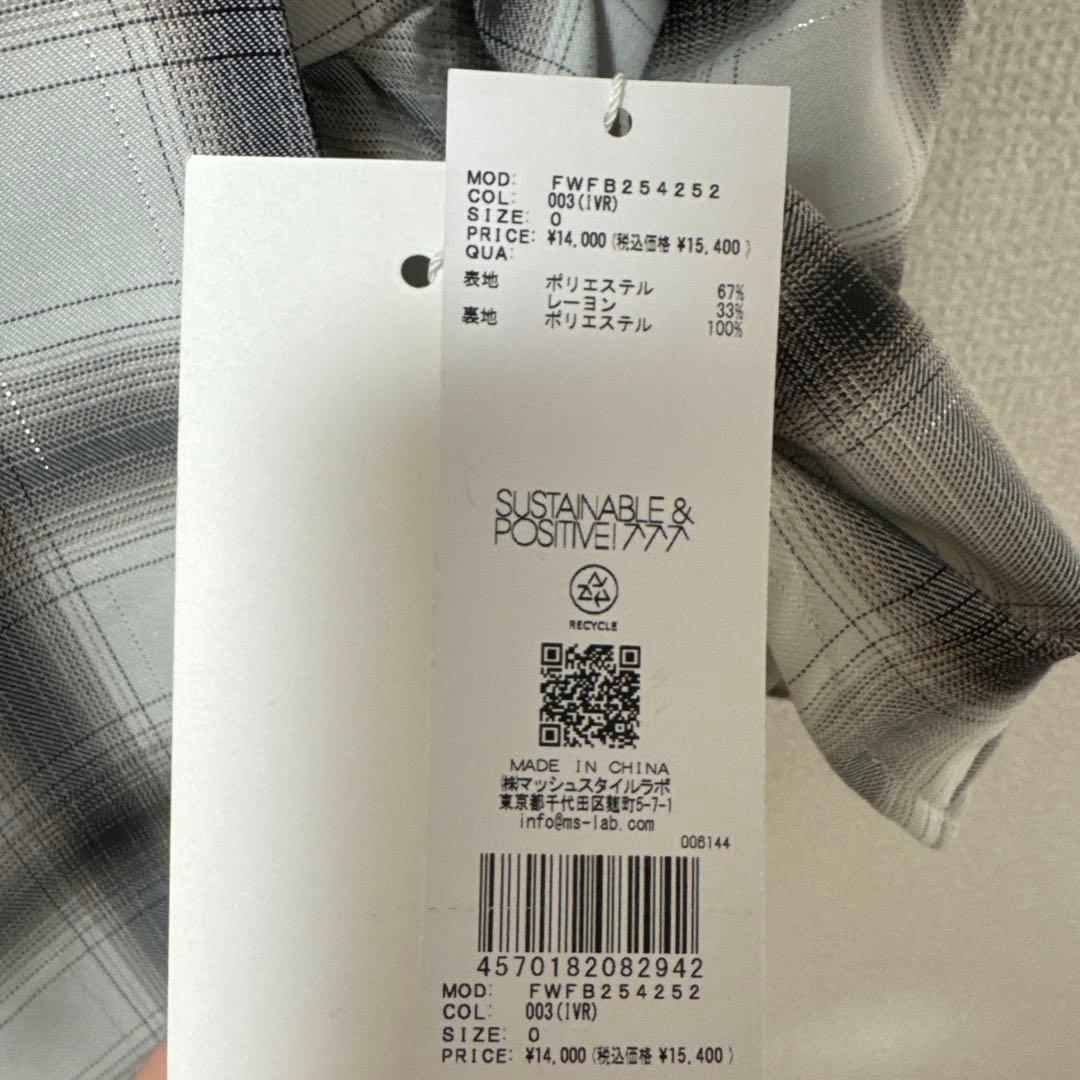 MOD: FWFB254252
COL: 003(IVR)
SIZE: 0
PRICE: ¥14,000(税込価格 ¥15,400)
QUA:
表地 ポリエステル 67%
レーヨン 33%
裏地 ポリエステル 100%
SUSTAINABLE &
POSITIVE!
RECYCLE
MADE IN CHINA
㈱マッシュスタイルラボ
東京都千代田区麹町5-7-1
info@ms-lab.com
006144
4570182082942
MOD: FWFB254252
COL: 003(IVR)
SIZE: 0
PRICE: ¥14,000(税込価格 ¥15,400)